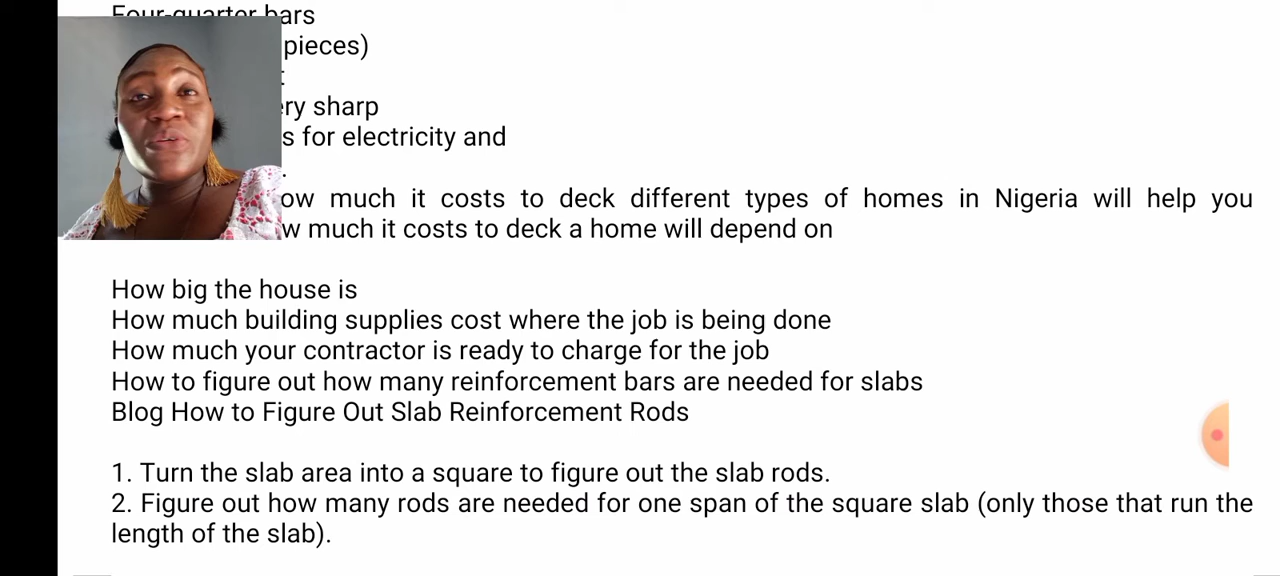 bars
pieces)
sharp
for electricity and
much it costs to deck different types of homes in Nigeria will help you
much it costs to deck a home will depend on
How big the house is
How much building supplies cost where the job is being done
How much your contractor is ready to charge for the job
How to figure out how many reinforcement bars are needed for slabs
Blog How to Figure Out Slab Reinforcement Rods
1. Turn the slab area into a square to figure out the slab rods.
2. Figure out how many rods are needed for one span of the square slab (only those that run the
length of the slab).